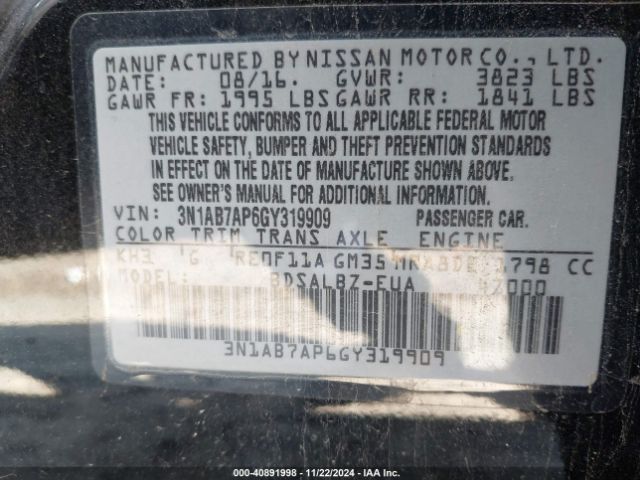 MANUFACTURED BY NISSAN MOTOR CO., LTD.
DATE: 08/16. GVWR: 3823 LBS
GAWR FR: 1995 LBS GAWR RR: 1841 LBS
THIS VEHICLE CONFORMS TO ALL APPLICABLE FEDERAL MOTOR
VEHICLE SAFETY, BUMPER AND THEFT PREVENTION STANDARDS
IN EFFECT ON THE DATE OF MANUFACTURE SHOWN ABOVE.
SEE OWNER'S MANUAL FOR ADDITIONAL INFORMATION.
VIN: 3N1AB7AP6GY319909 PASSENGER CAR.
COLOR TRIM TRANS AXLE ENGINE
KH3 G RE0F11A GM35 MRA8DE 1798 CC
MODEL: BDSALBZ-EUA 47000
3N1AB7AP6GY319909
000-40891998 - 11/22/2024 - IAA Inc.